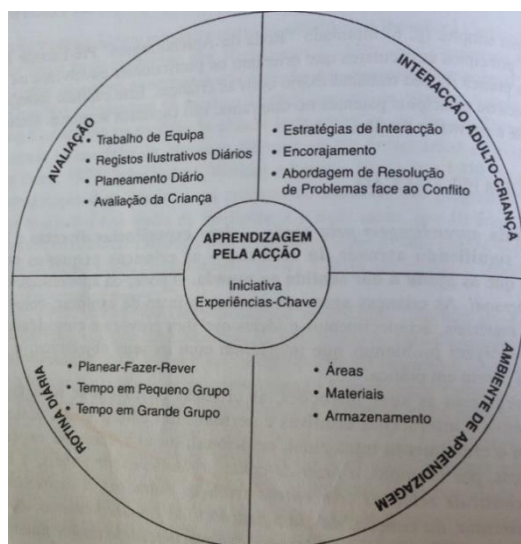 AVALIAÇÃO
• Trabalho de Equipa
• Registos Ilustrativos Diários
• Planeamento Diário
• Avaliação da Criança
INTERACÇÃO ADULTO-CRIANÇA
• Estratégias de Interacção
• Encorajamento
• Abordagem de Resolução
de Problemas face ao Conflito
APRENDIZAGEM
PELA ACÇÃO
Iniciativa
Experiências-Chave
ROTINA DIÁRIA
• Planear-Fazer-Rever
• Tempo em Pequeno Grupo
• Tempo em Grande Grupo
AMBIENTE DE APRENDIZAGEM
• Áreas
• Materiais
• Armazenamento